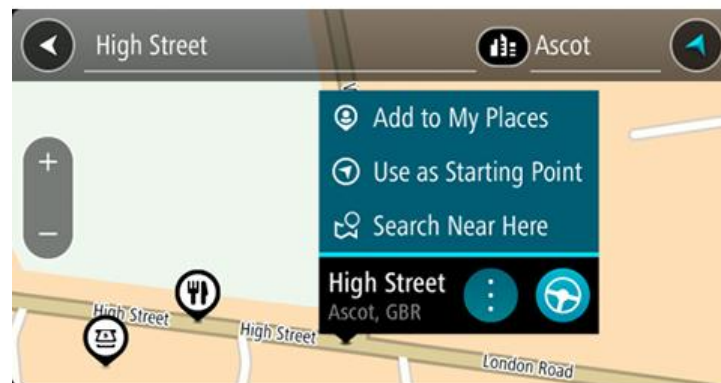 High Street
Ascot
Add to My Places
Use as Starting Point
Search Near Here
High Street
Ascot, GBR
High Street
High Street
London Road